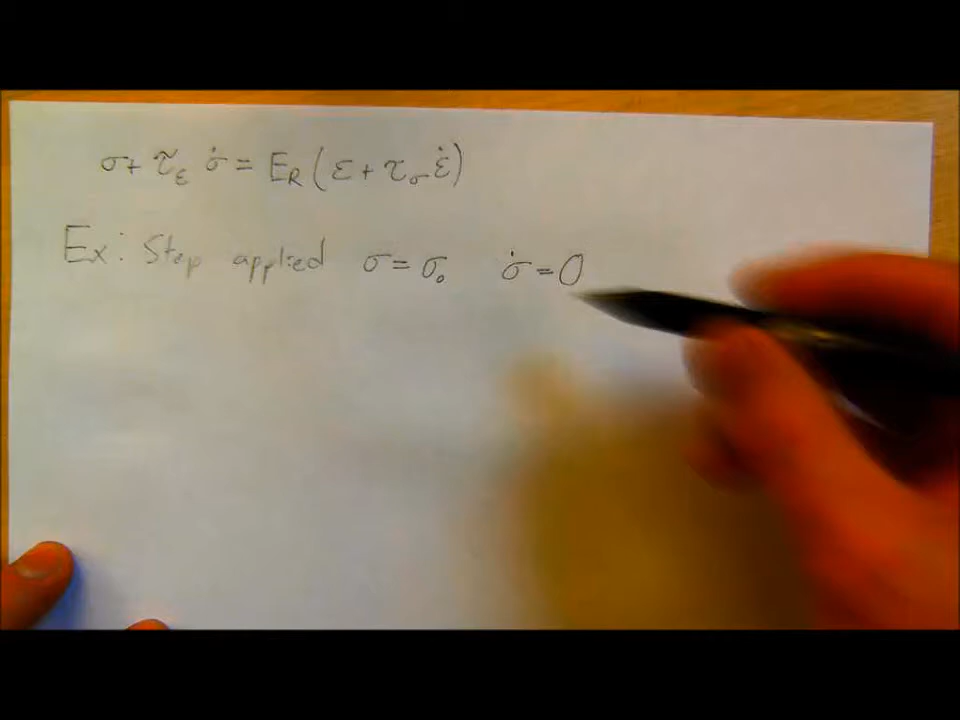 σ + τ_ε σ̇ = E_R (ε + τ_σ ε̇)
Ex: Step applied σ = σ₀ σ̇ = 0